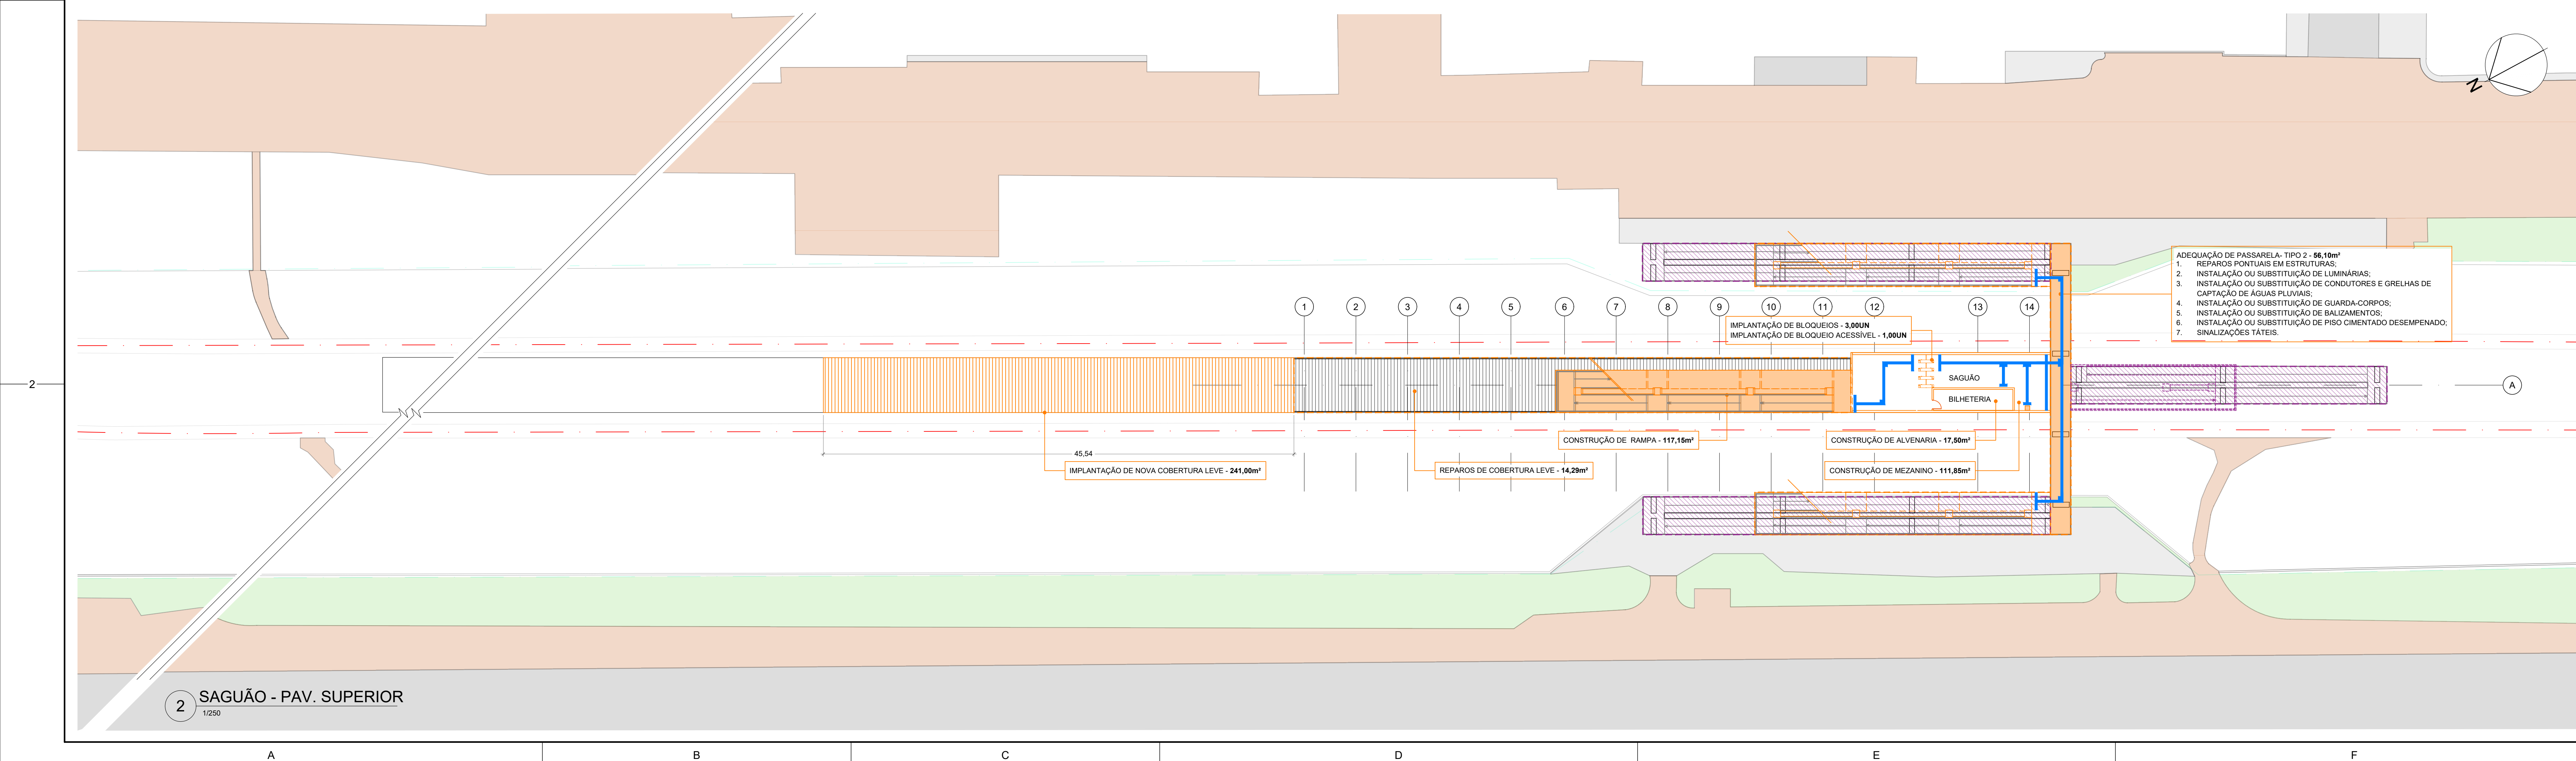 N
ADEQUAÇÃO DE PASSARELA- TIPO 2 - 56,10m²
1. REPAROS PONTUAIS EM ESTRUTURAS;
2. INSTALAÇÃO OU SUBSTITUIÇÃO DE LUMINÁRIAS;
3. INSTALAÇÃO OU SUBSTITUIÇÃO DE CONDUTORES E GRELHAS DE
CAPTAÇÃO DE ÁGUAS PLUVIAIS;
4. INSTALAÇÃO OU SUBSTITUIÇÃO DE GUARDA-CORPOS;
5. INSTALAÇÃO OU SUBSTITUIÇÃO DE BALIZAMENTOS;
6. INSTALAÇÃO OU SUBSTITUIÇÃO DE PISO CIMENTADO DESEMPENADO;
7. SINALIZAÇÕES TÁTEIS.
1 2 3 4 5 6 7 8 9 10 11 12 13 14
IMPLANTAÇÃO DE BLOQUEIOS - 3,00UN
IMPLANTAÇÃO DE BLOQUEIO ACESSÍVEL - 1,00UN
SAGUÃO
2
A
BILHETERIA
CONSTRUÇÃO DE RAMPA - 117,15m²
CONSTRUÇÃO DE ALVENARIA - 17,50m²
45,54
IMPLANTAÇÃO DE NOVA COBERTURA LEVE - 241,00m²
REPAROS DE COBERTURA LEVE - 14,29m²
CONSTRUÇÃO DE MEZANINO - 111,85m²
2 SAGUÃO - PAV. SUPERIOR
1/250
A B C D E F